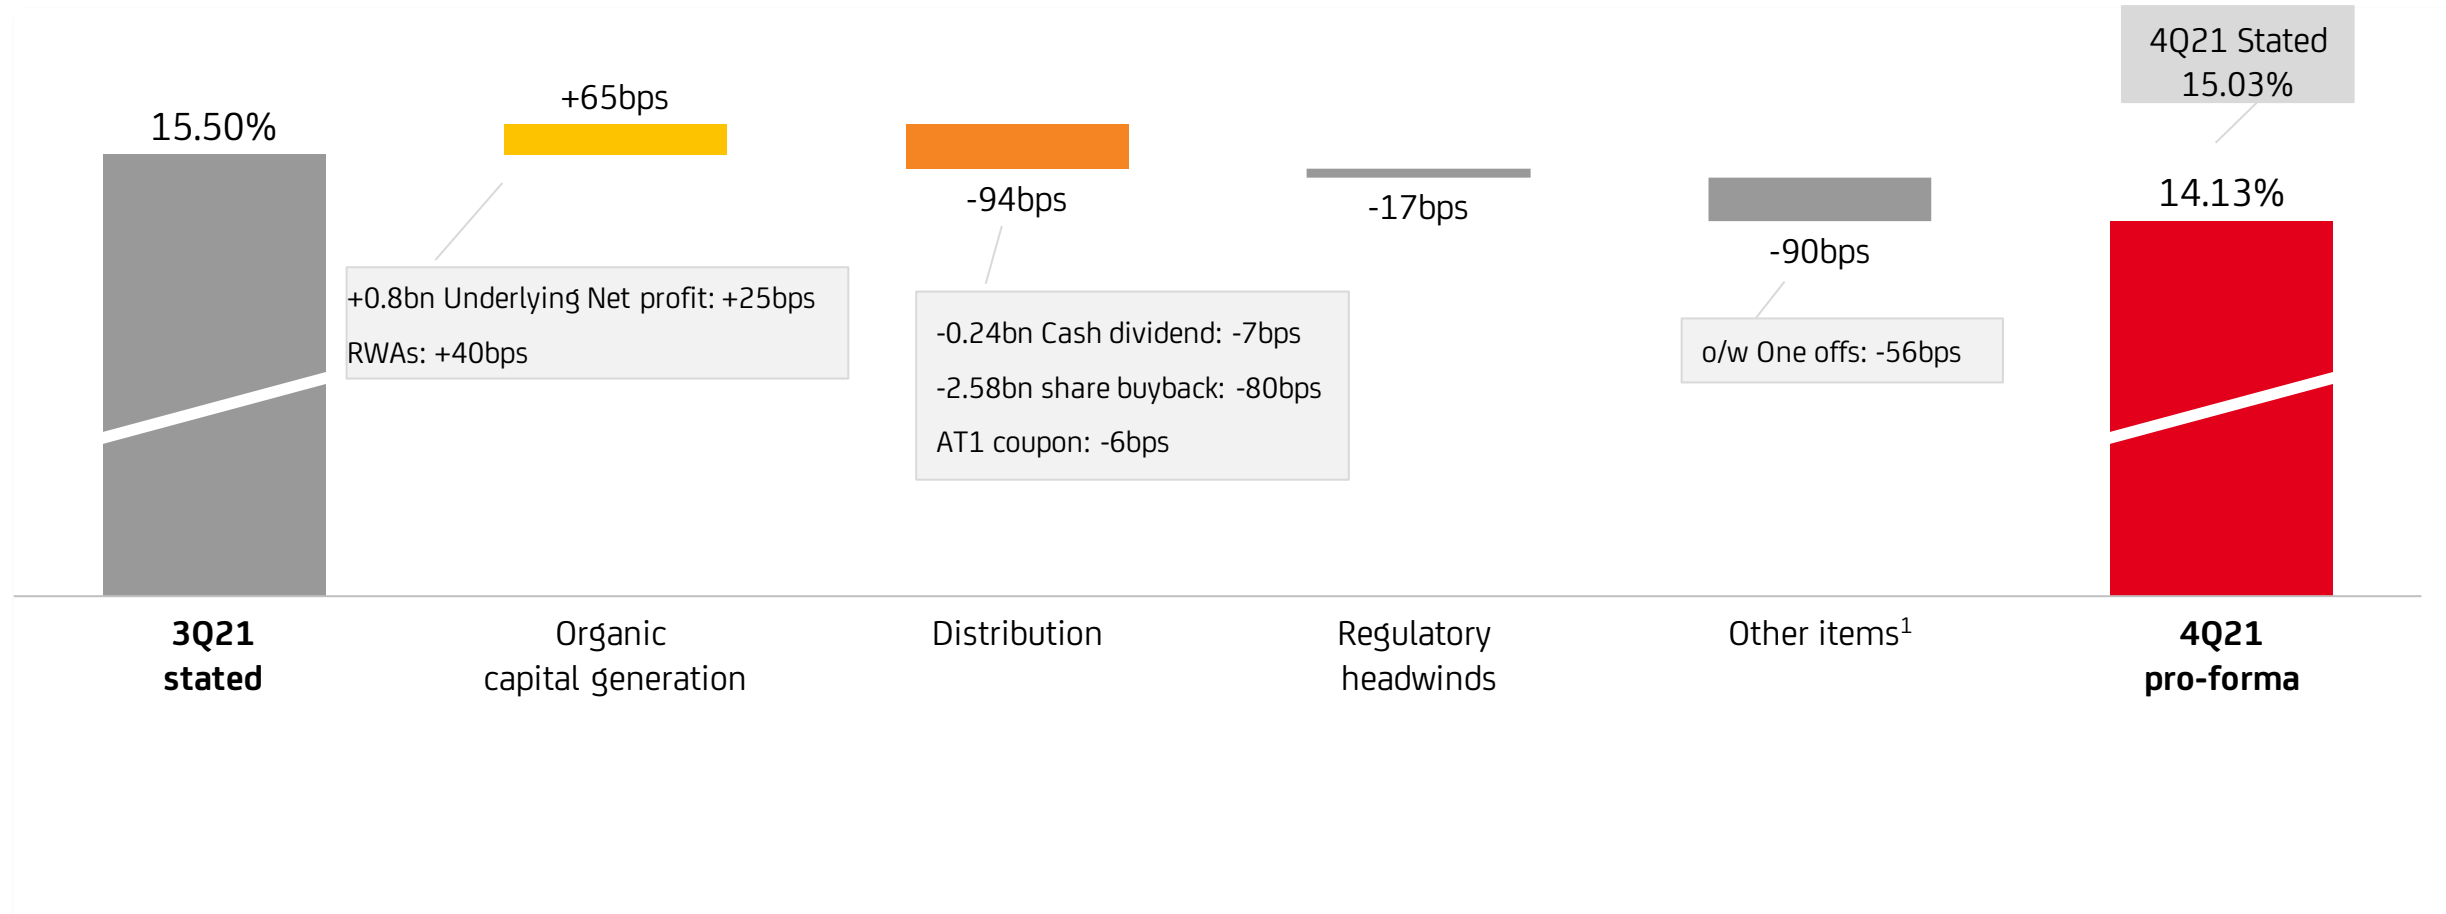 4Q21 Stated
15.03%
15.50%
+65bps
-94bps
-17bps
-90bps
14.13%
+0.8bn Underlying Net profit: +25bps
RWAs: +40bps
-0.24bn Cash dividend: -7bps
-2.58bn share buyback: -80bps
AT1 coupon: -6bps
o/w One offs: -56bps
3Q21
stated
Organic
capital generation
Distribution
Regulatory
headwinds
Other items¹
4Q21
pro-forma